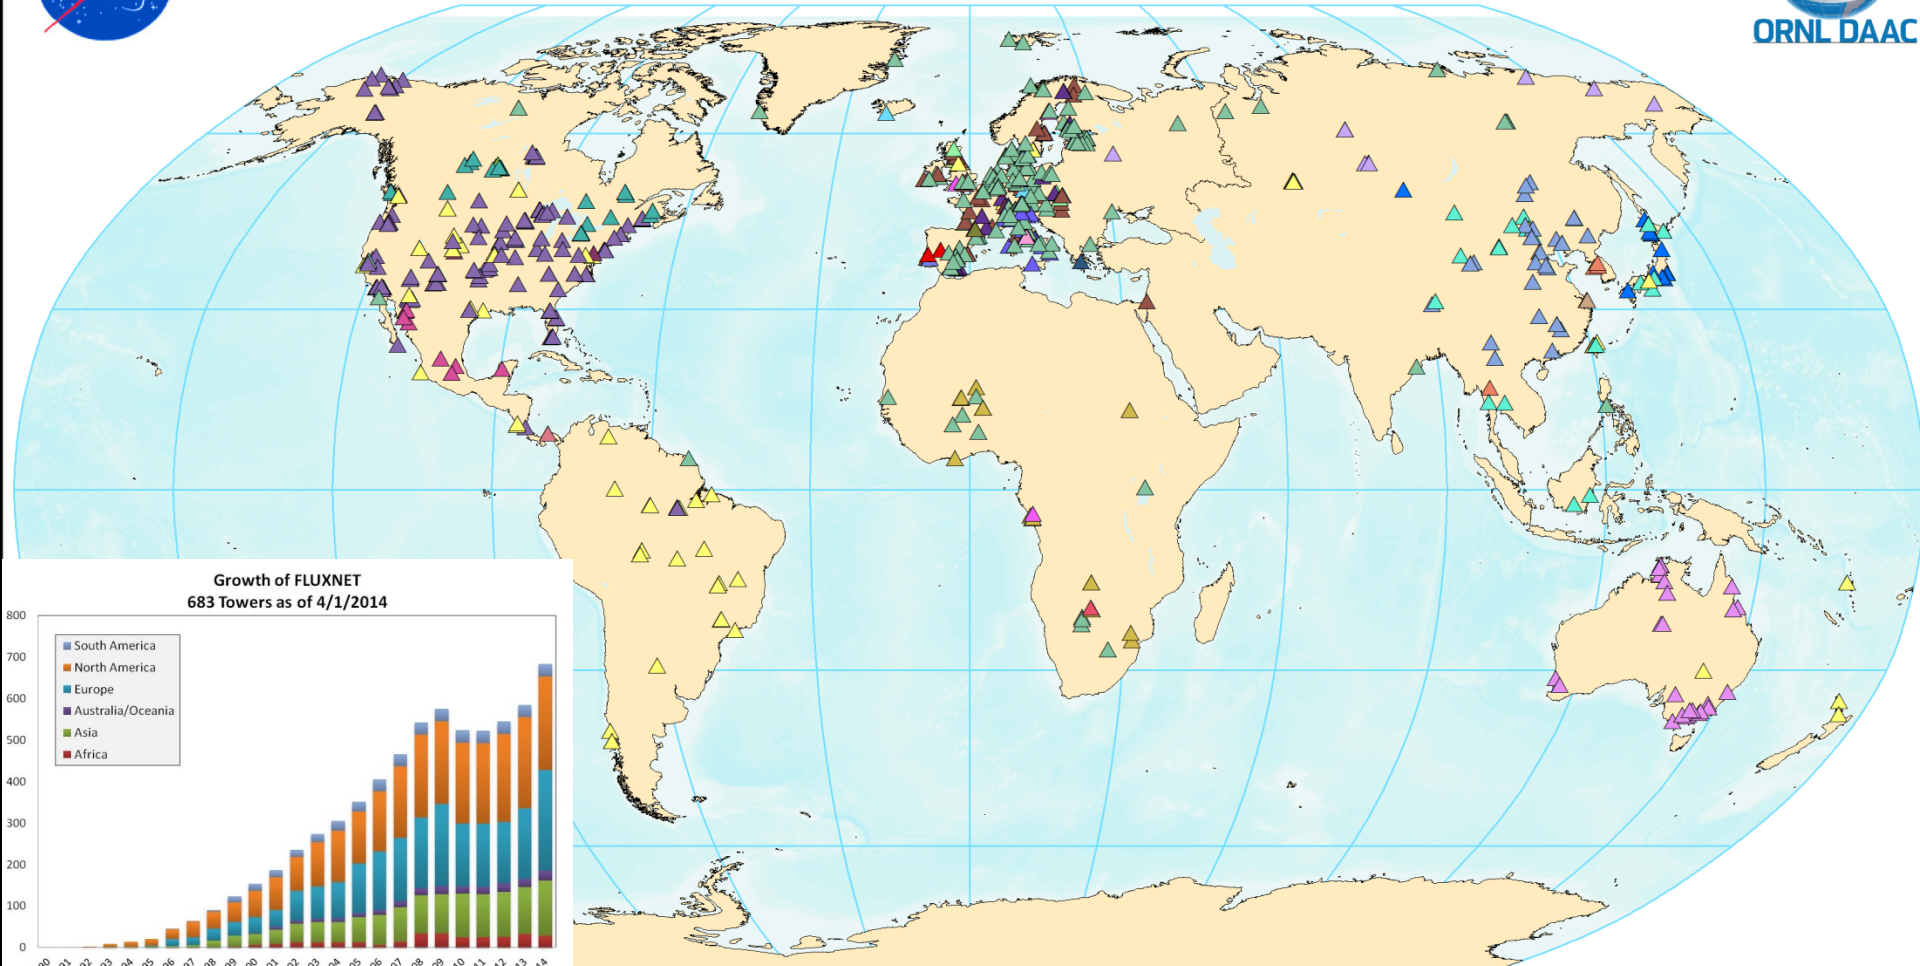 ORNL DAAC
Growth of FLUXNET
683 Towers as of 4/1/2014
800
700
600
500
400
300
200
100
0
South America
North America
Europe
Australia/Oceania
Asia
Africa